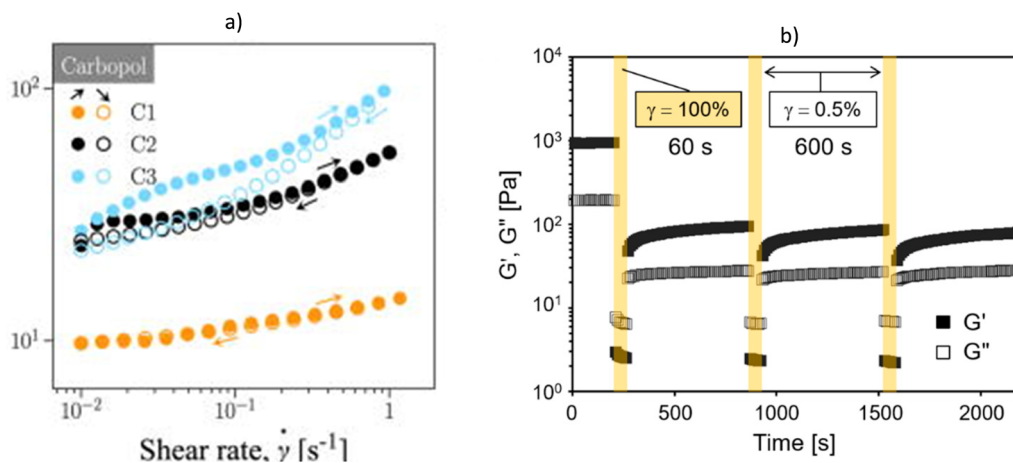 a)
Carbopol
C1
C2
C3
10²
10¹
10⁻²
10⁻¹
1
Shear rate, γ̇ [s⁻¹]
b)
G', G" [Pa]
10⁴
10³
10²
10¹
10⁰
γ = 100%
60 s
γ = 0.5%
600 s
G'
G"
0
500
1000
1500
2000
Time [s]